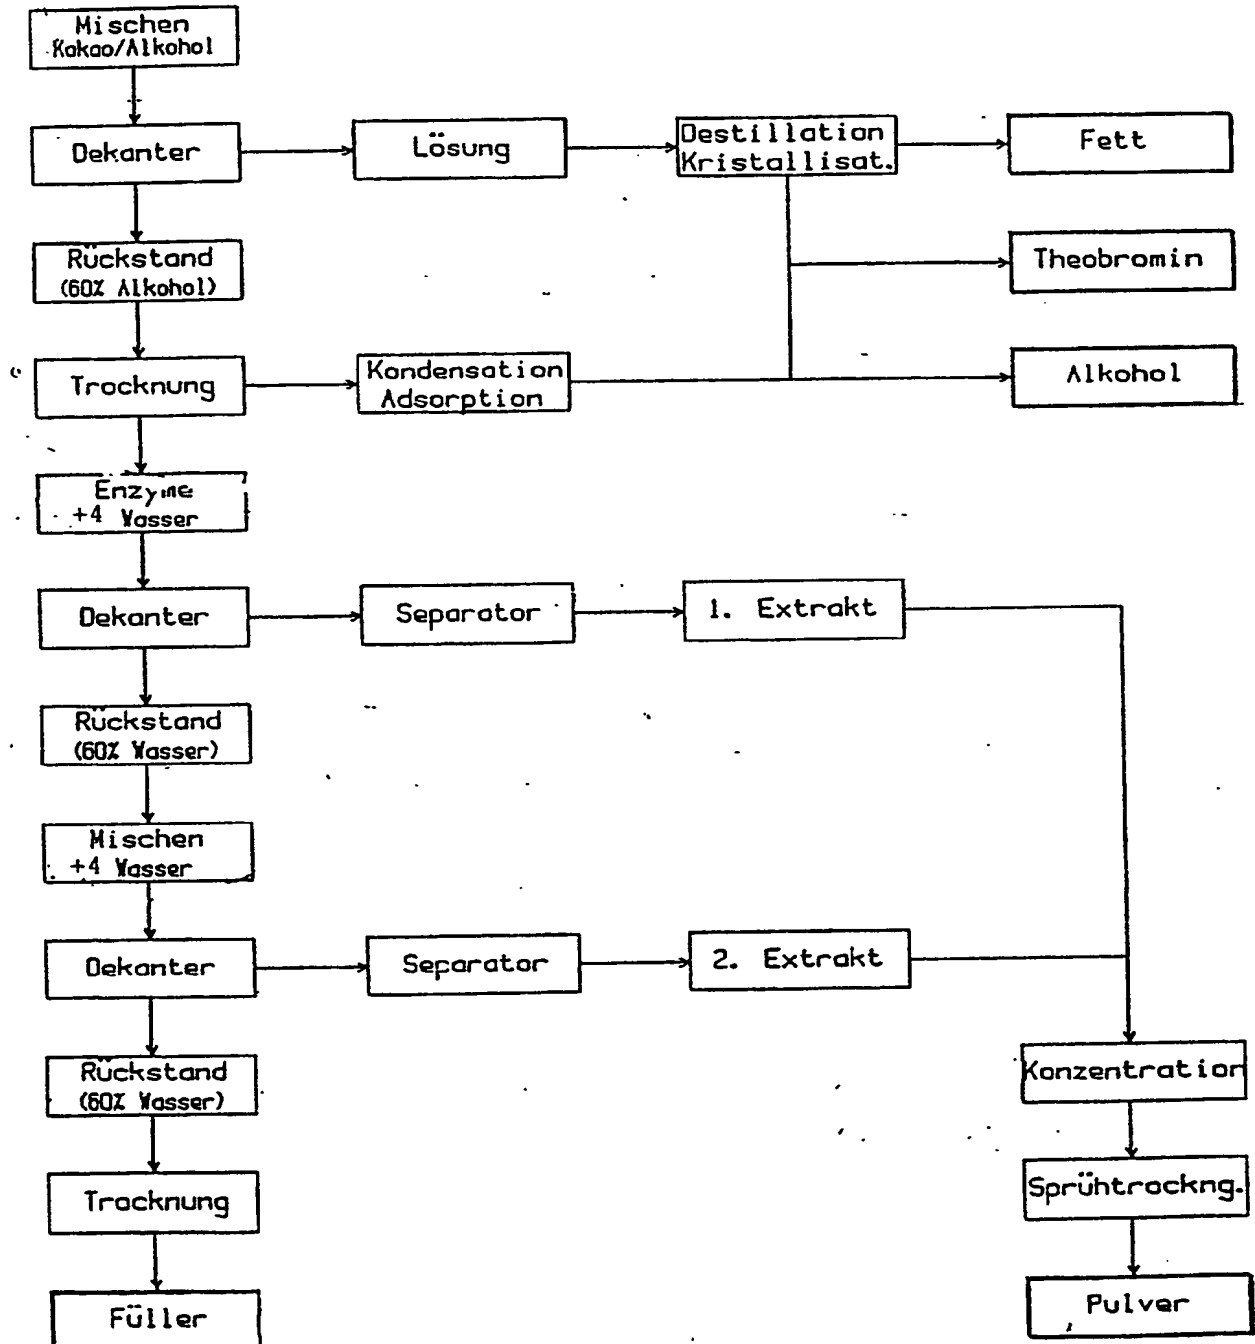 Mischen
Kakao/Alkohol
Dekanter
Lösung
Destillation
Kristallisat.
Fett
Rückstand
(60% Alkohol)
Theobromin
Trocknung
Kondensation
Adsorption
Alkohol
Enzyme
+4 Wasser
Dekanter
Separator
1. Extrakt
Rückstand
(60% Wasser)
Mischen
+4 Wasser
Dekanter
Separator
2. Extrakt
Rückstand
(60% Wasser)
Konzentration
Trocknung
Sprühtrockng.
Füller
Pulver